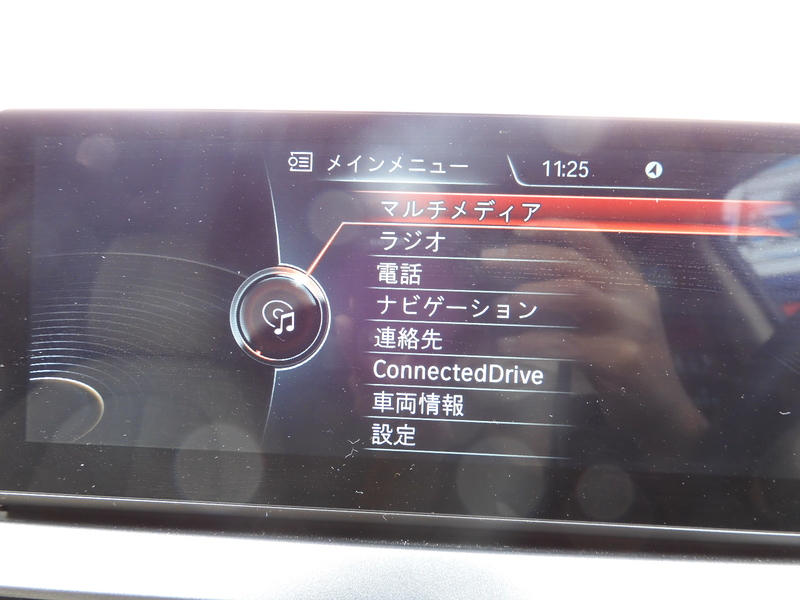 メインメニュー 11:25
マルチメディア
ラジオ
電話
ナビゲーション
連絡先
ConnectedDrive
車両情報
設定